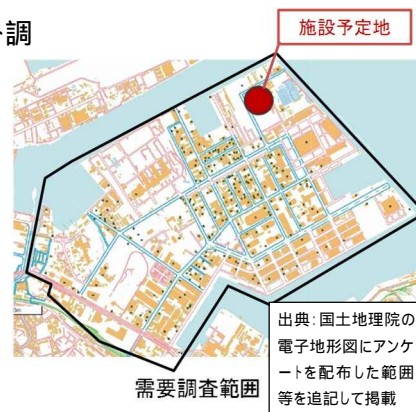 調
施設予定地
需要調査範囲
出典：国土地理院の
電子地形図にアンケ
ートを配布した範囲
等を追記して掲載